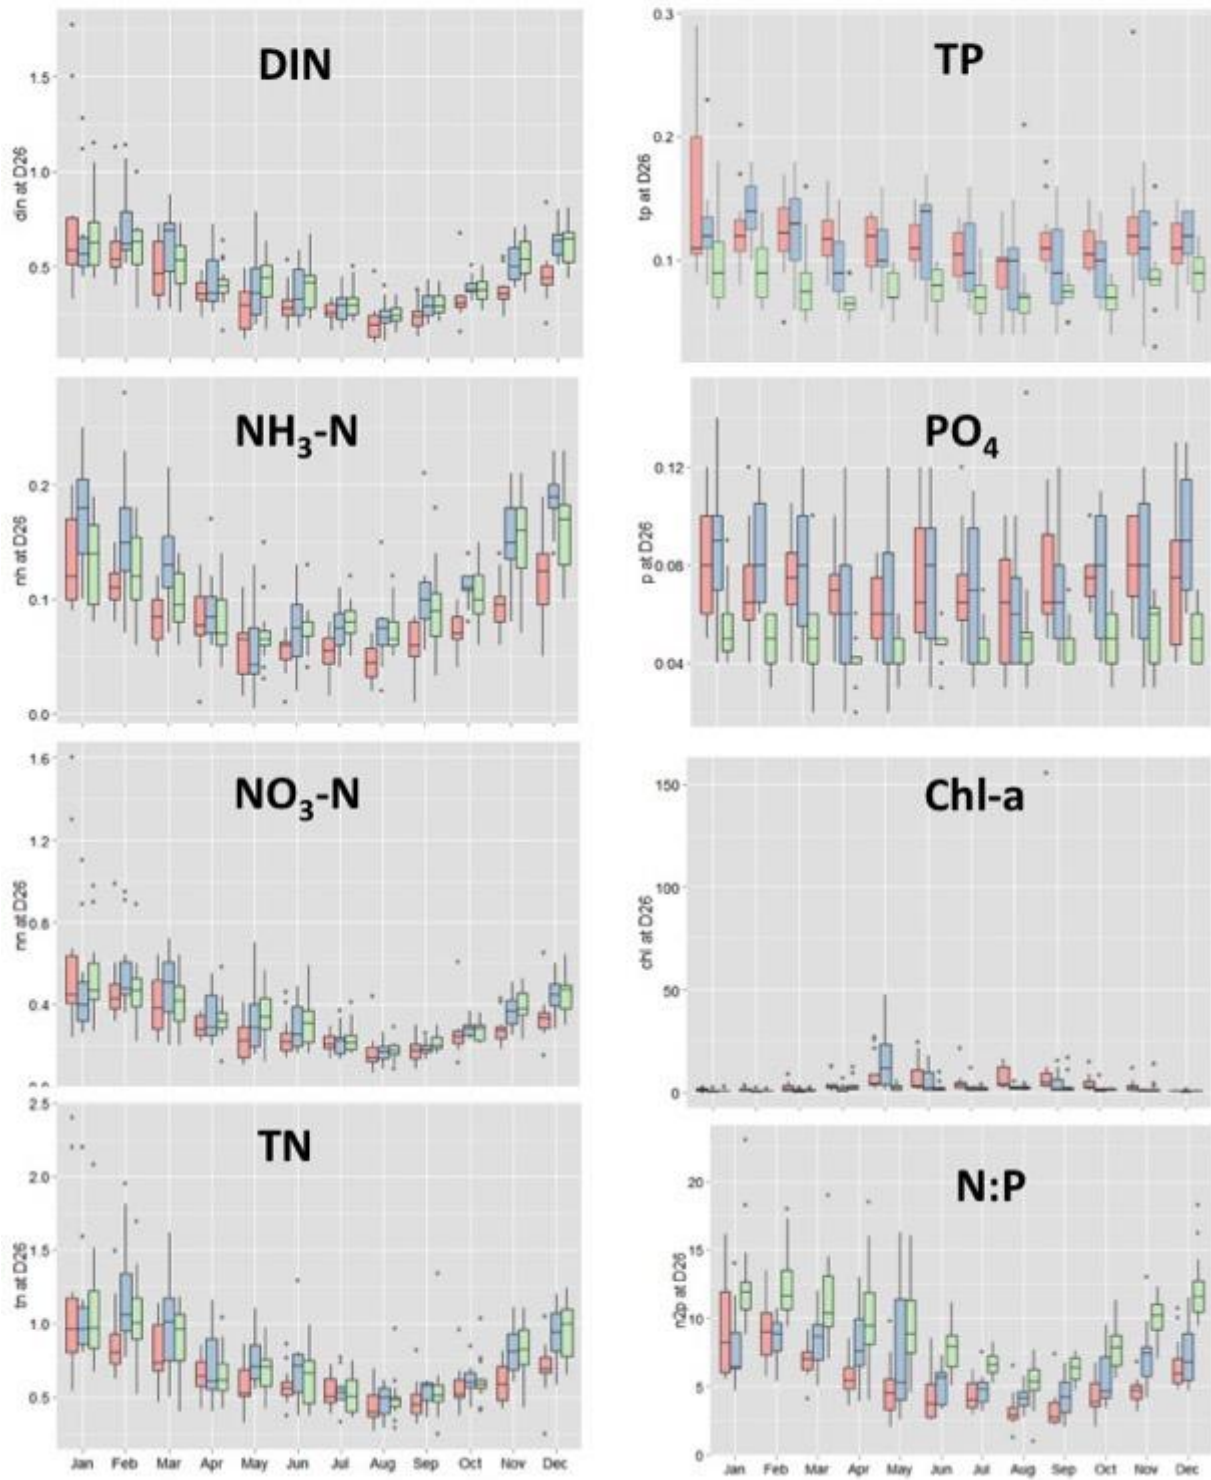 DIN
din at D26
1.5
1.0
0.5
TP
tp at D26
0.3
0.2
0.1
NH3-N
nh at D26
0.2
0.1
0.0
PO4
p at D26
0.12
0.08
0.04
NO3-N
nn at D26
1.6
1.2
0.8
0.4
0.0
Chl-a
chl at D26
150
100
50
0
TN
tn at D26
2.5
2.0
1.5
1.0
0.5
Jan Feb Mar Apr May Jun Jul Aug Sep Oct Nov Dec
N:P
n2p at D26
20
15
10
5
0
Jan Feb Mar Apr May Jun Jul Aug Sep Oct Nov Dec